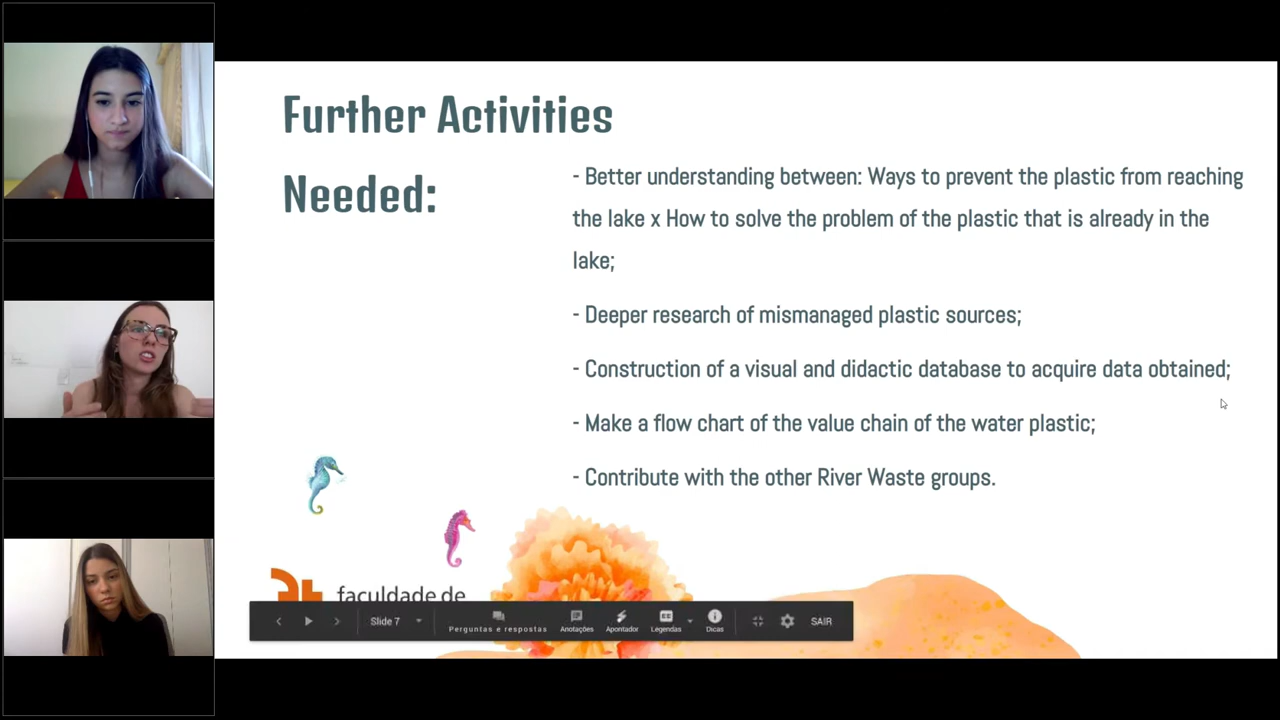 Further Activities
Needed:
- Better understanding between: Ways to prevent the plastic from reaching
the lake x How to solve the problem of the plastic that is already in the
lake;
- Deeper research of mismanaged plastic sources;
- Construction of a visual and didactic database to acquire data obtained;
- Make a flow chart of the value chain of the water plastic;
- Contribute with the other River Waste groups.
faculdade de
Slide 7
Perguntas e respostas
Anotações
Apontador
Legendas
Dicas
SAIR